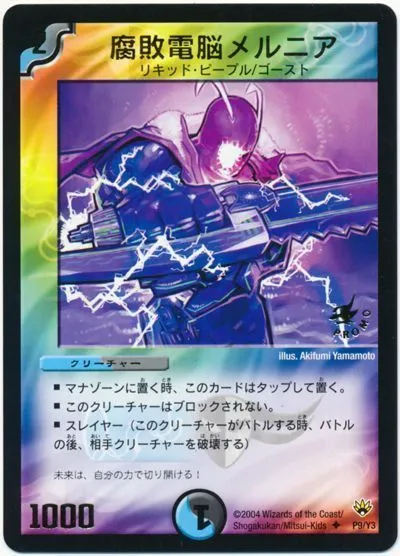 2
腐敗電脳メルニア
リキッド・ピープル/ゴースト
PROMO
illus. Akifumi Yamamoto
クリーチャー
■ マナゾーンに置く時、このカードはタップして置く。
■ このクリーチャーはブロックされない。
■ スレイヤー（このクリーチャーがバトルする時、バトル
の後、相手クリーチャーを破壊する）
未来は、自分の力で切り開ける！
1000
1
©2004 Wizards of the Coast/
Shogakukan/Mitsui-Kids
P9/Y3